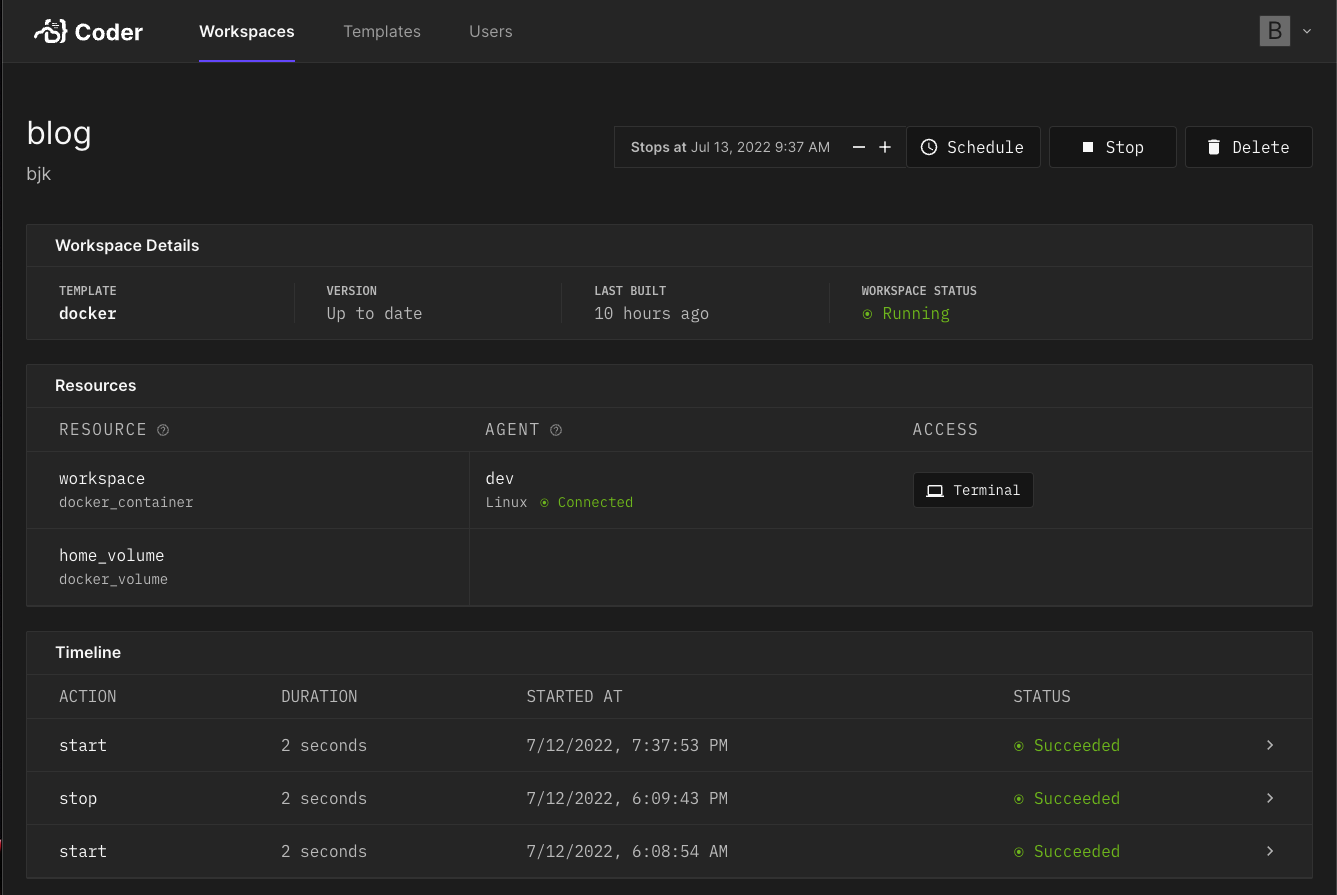 Coder Workspaces Templates Users B
blog
bjk
Stops at Jul 13, 2022 9:37 AM − + Schedule Stop Delete
Workspace Details
TEMPLATE VERSION LAST BUILT WORKSPACE STATUS
docker Up to date 10 hours ago Running
Resources
RESOURCE ? AGENT ? ACCESS
workspace dev
docker_container Linux Connected Terminal
home_volume
docker_volume
Timeline
ACTION DURATION STARTED AT STATUS
start 2 seconds 7/12/2022, 7:37:53 PM Succeeded
stop 2 seconds 7/12/2022, 6:09:43 PM Succeeded
start 2 seconds 7/12/2022, 6:08:54 AM Succeeded